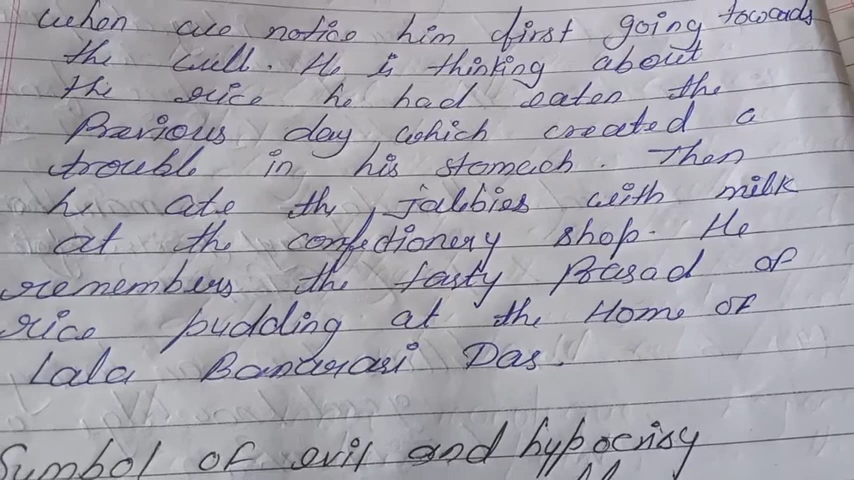 when we notice him first going towards
the well. He is thinking about
the rice he had eaten the
Pravious day, which created a
trouble in his stomach. Then
he ate the jalebies with milk
at the confectionery shop. He
remembers the tasty Prasad of
rice pudding at the Home of
Lala Banarasi Das.
Symbol of evil and hypocrisy